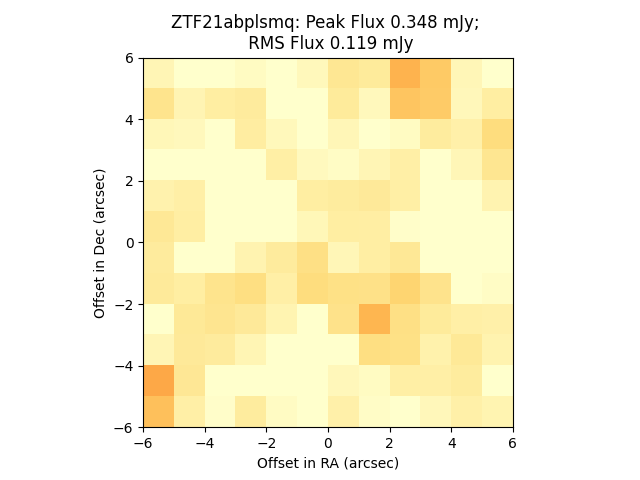 ZTF21abplsmq: Peak Flux 0.348 mJy;
RMS Flux 0.119 mJy
6
4
2
0
−2
−4
−6
Offset in Dec (arcsec)
−6 −4 −2 0 2 4 6
Offset in RA (arcsec)